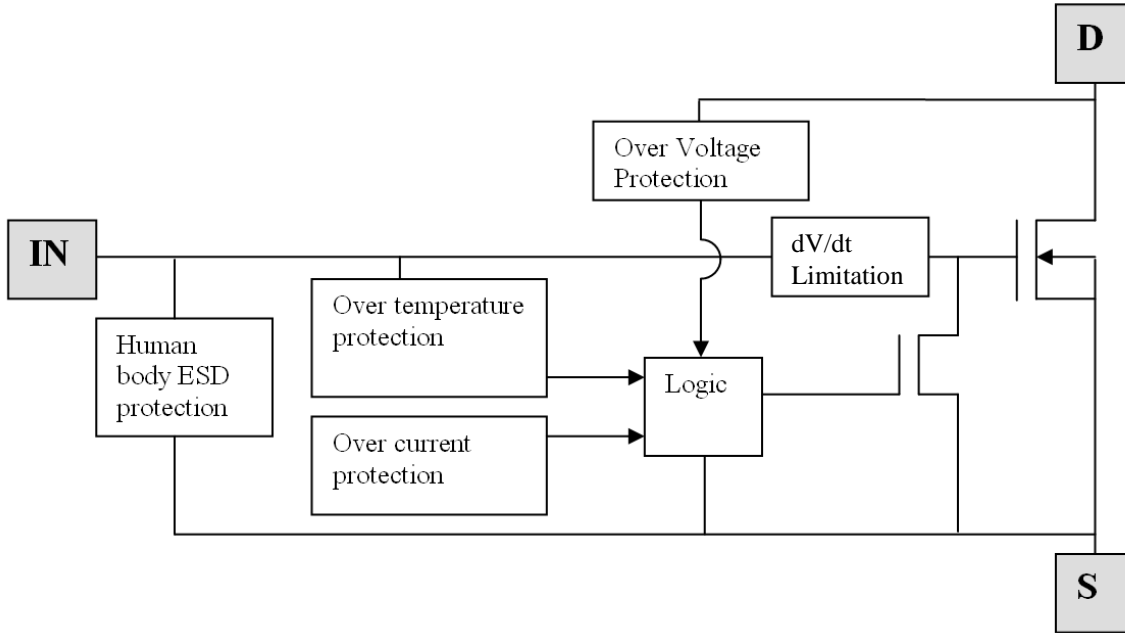 D
Over Voltage
Protection
IN
dV/dt
Limitation
Over temperature
protection
Human
body ESD
protection
Logic
Over current
protection
S